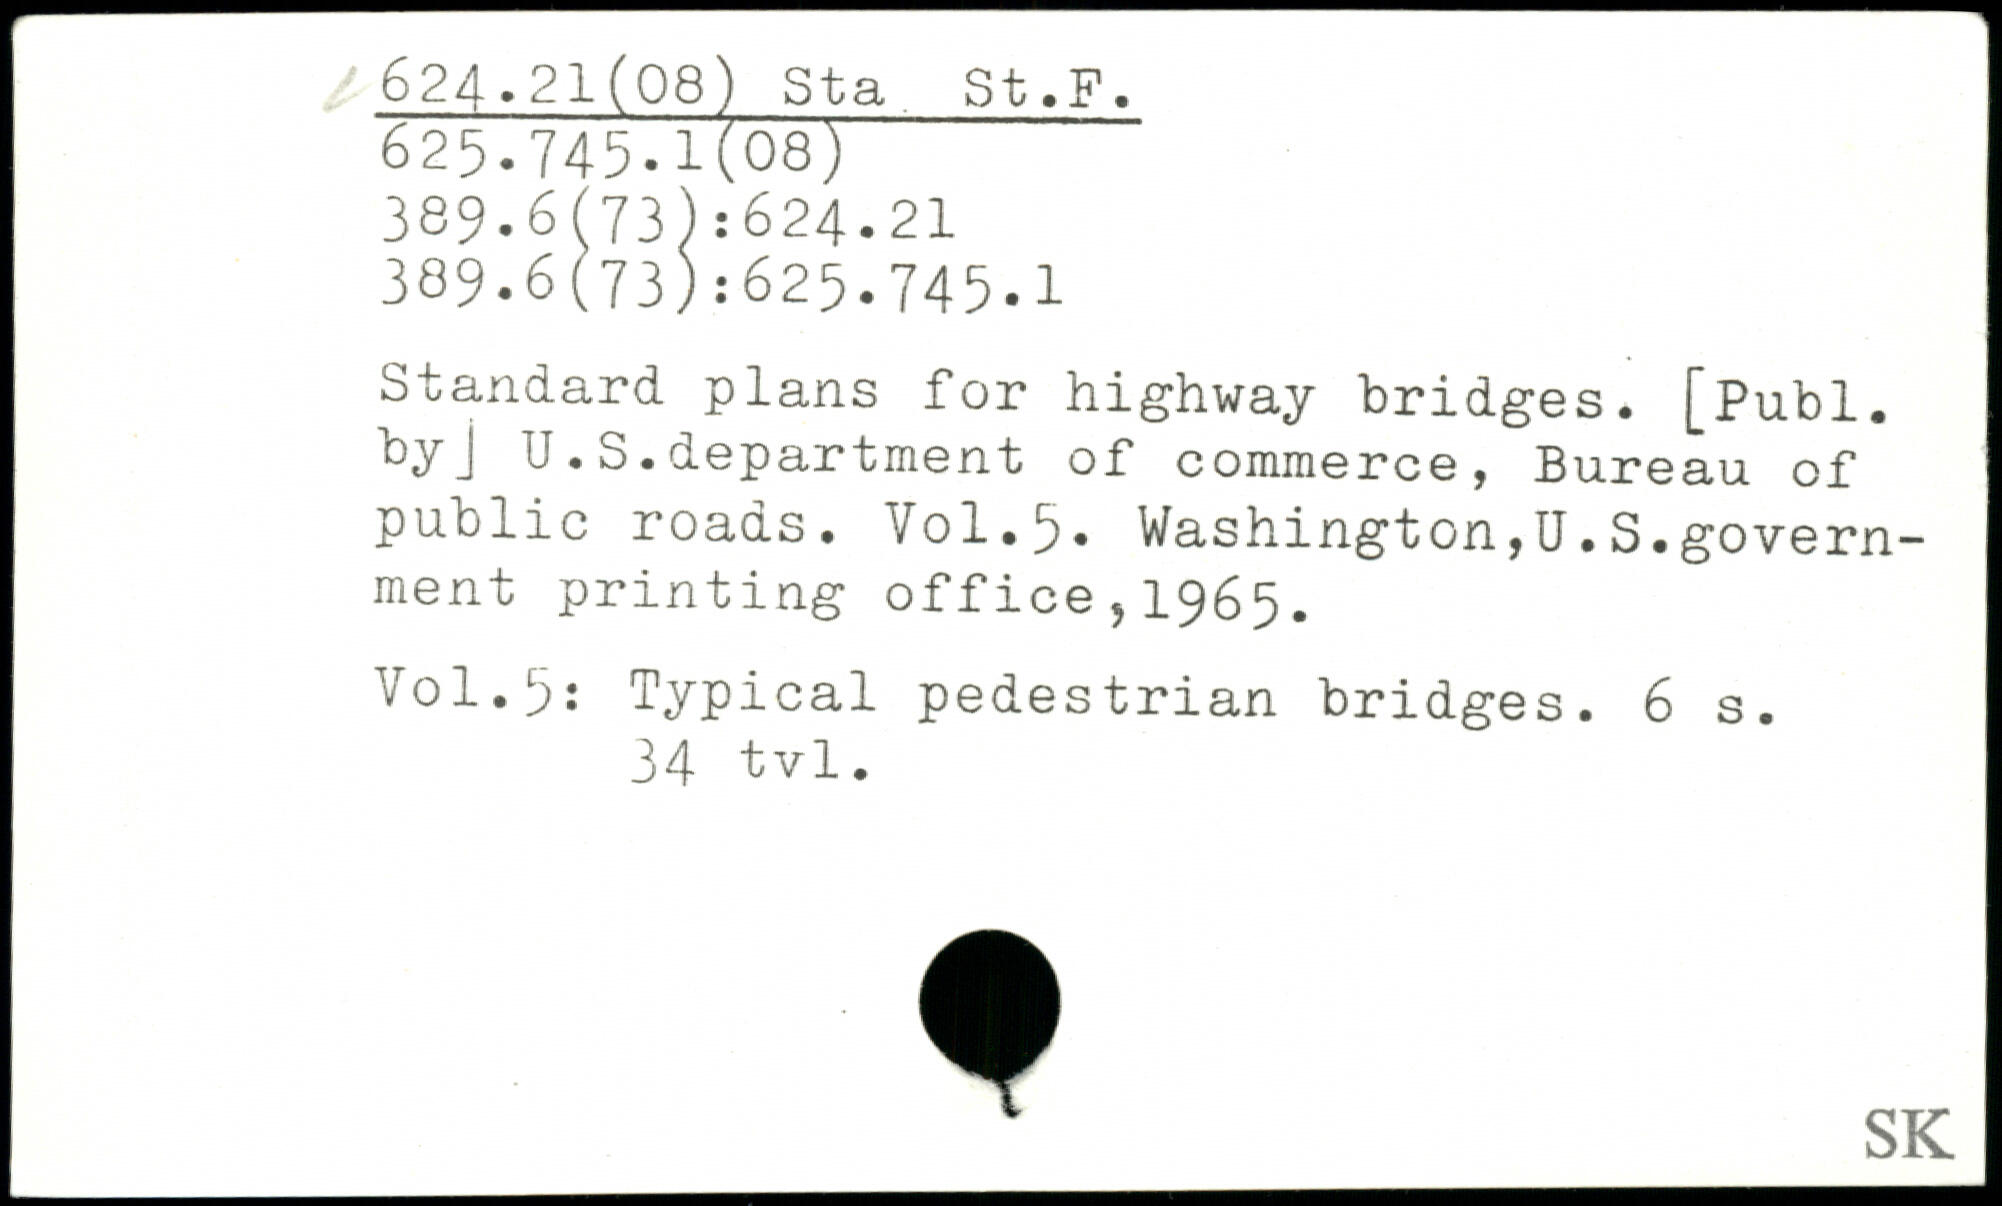 624.21(08) Sta St.F.
625.745.1(08)
389.6(73):624.21
389.6(73):625.745.1
Standard plans for highway bridges. [Publ.
by] U.S.department of commerce, Bureau of
public roads. Vol.5. Washington,U.S.govern-
ment printing office,1965.
Vol.5: Typical pedestrian bridges. 6 s.
34 tvl.
SK